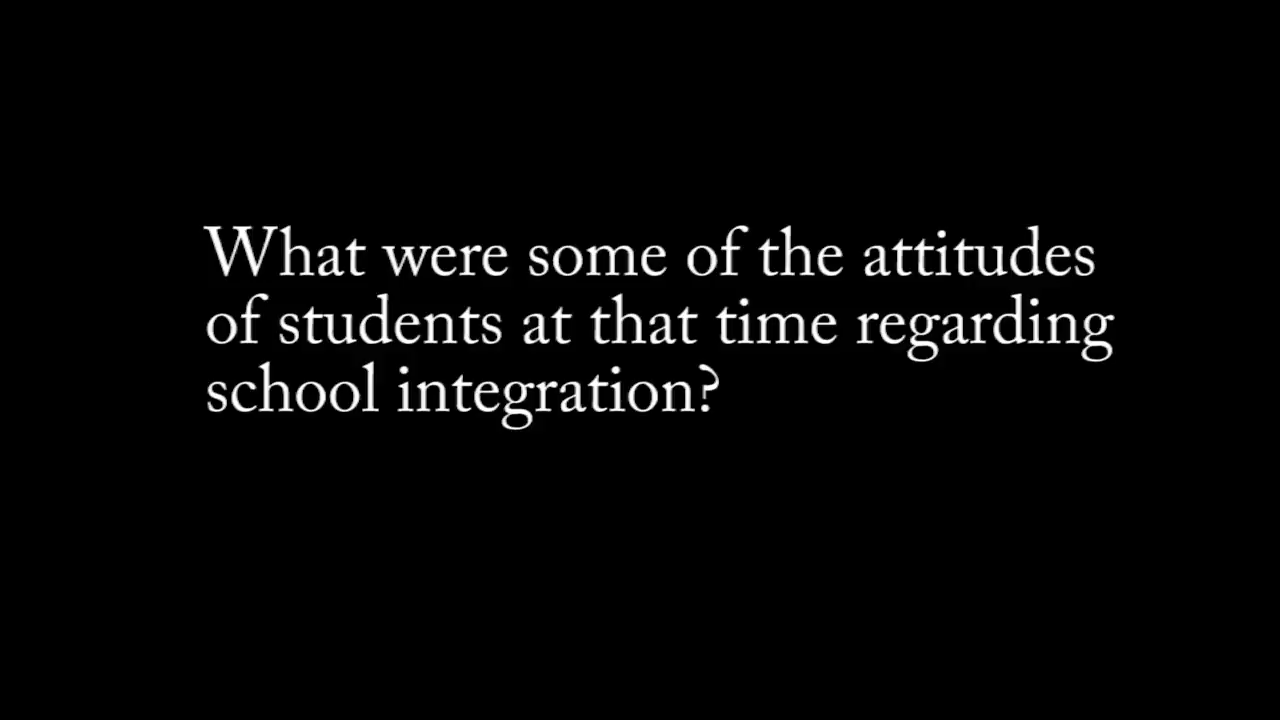 What were some of the attitudes
of students at that time regarding
school integration?